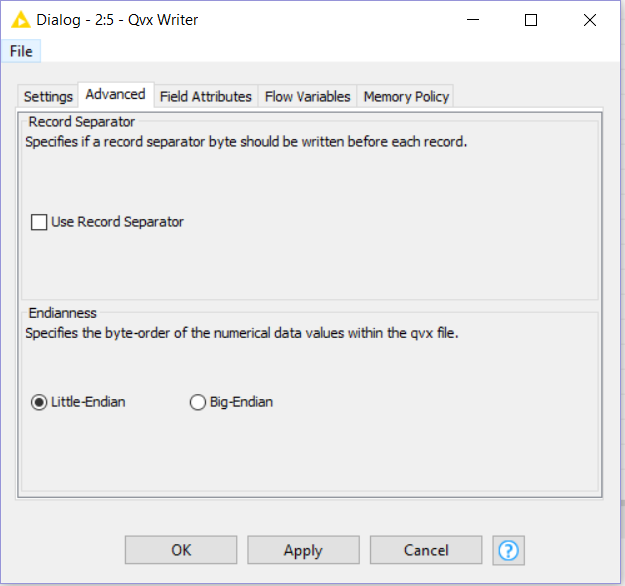 Dialog - 2:5 - Qvx Writer
File
Settings Advanced Field Attributes Flow Variables Memory Policy
Record Separator
Specifies if a record separator byte should be written before each record.
Use Record Separator
Endianness
Specifies the byte-order of the numerical data values within the qvx file.
Little-Endian Big-Endian
OK Apply Cancel ?